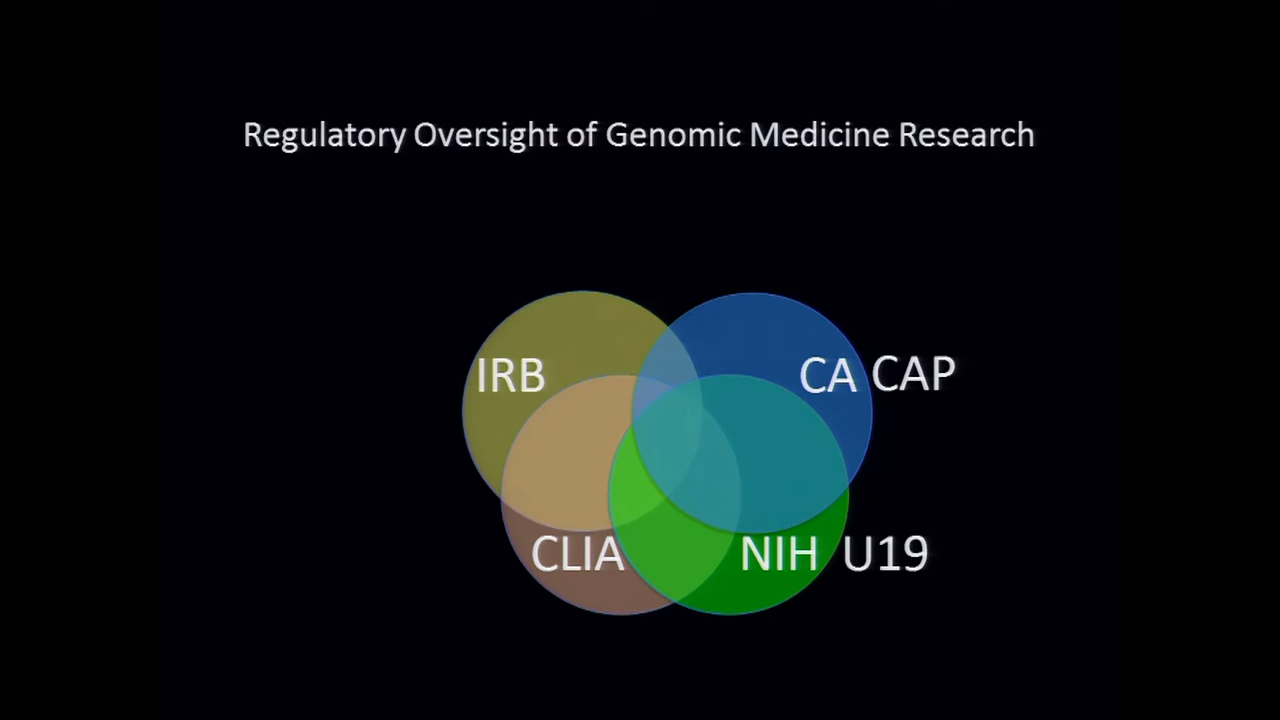 Regulatory Oversight of Genomic Medicine Research
IRB
CA CAP
CLIA
NIH U19